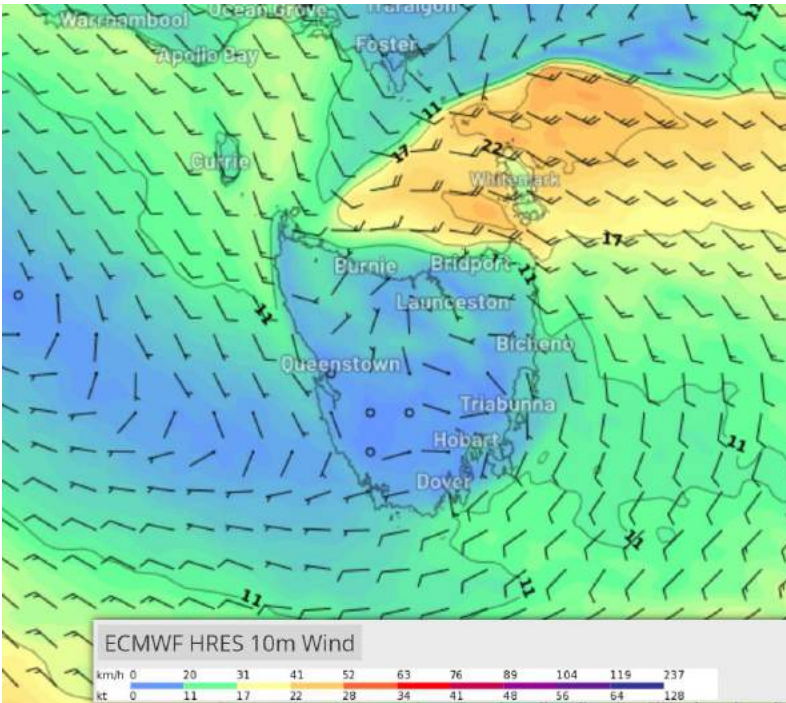 Ocean Grove
Traralgon
Warrnambool
11
Foster
Apollo Bay
11
22
17
Currie
Whitemark
17
Burnie
Bridport
11
Launceston
11
Bicheno
Queenstown
Triabunna
Hobart
11
Dover
11
11
11
ECMWF HRES 10m Wind
km/h 0 20 31 41 52 63 76 89 104 119 237
kt 0 11 17 22 28 34 41 48 56 64 128